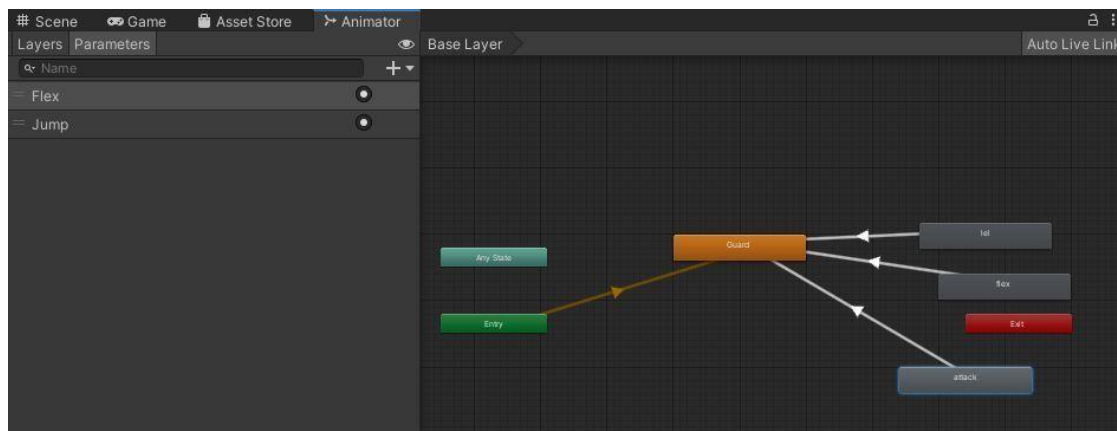 Scene Game Asset Store Animator
Layers Parameters Base Layer Auto Live Link
Name
Flex
Jump
lol
Guard
Any State
flex
Entry
Exit
attack